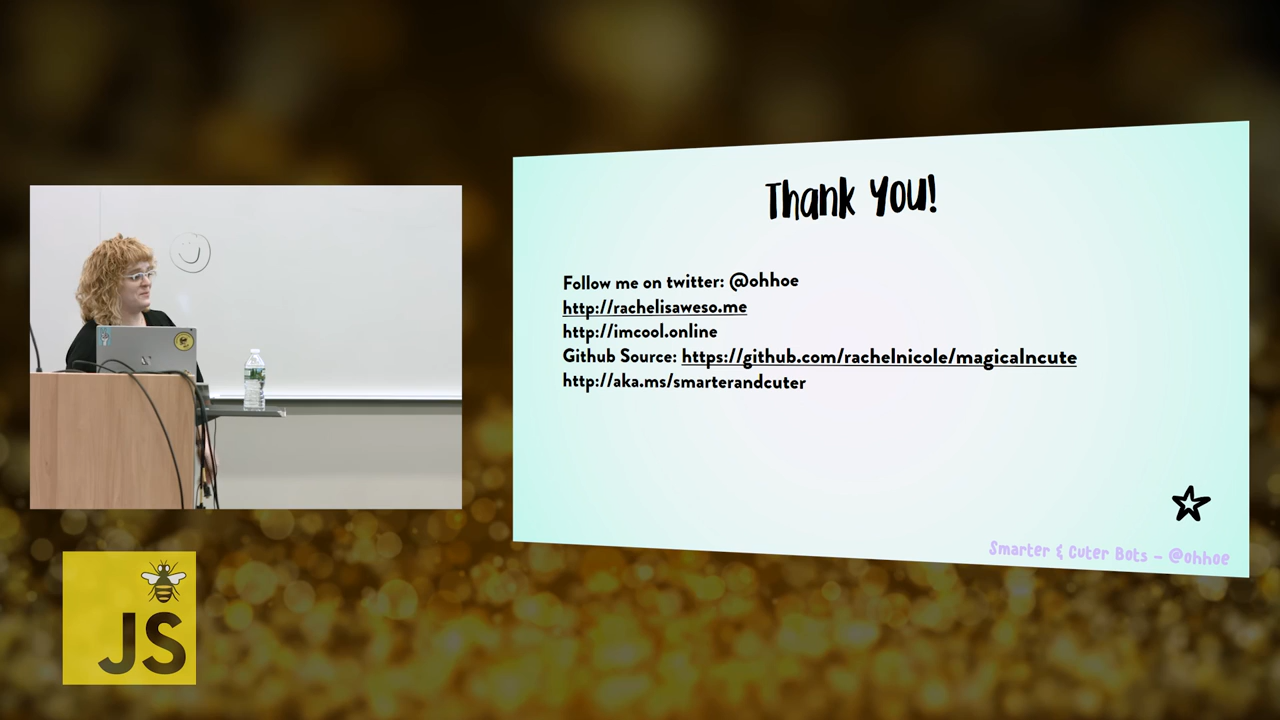 Thank You!
Follow me on twitter: @ohhoe
http://rachelisaweso.me
http://imcool.online
Github Source: https://github.com/rachelnicole/magicalncute
http://aka.ms/smarterandcuter
Smarter & Cuter Bots - @ohhoe
JS